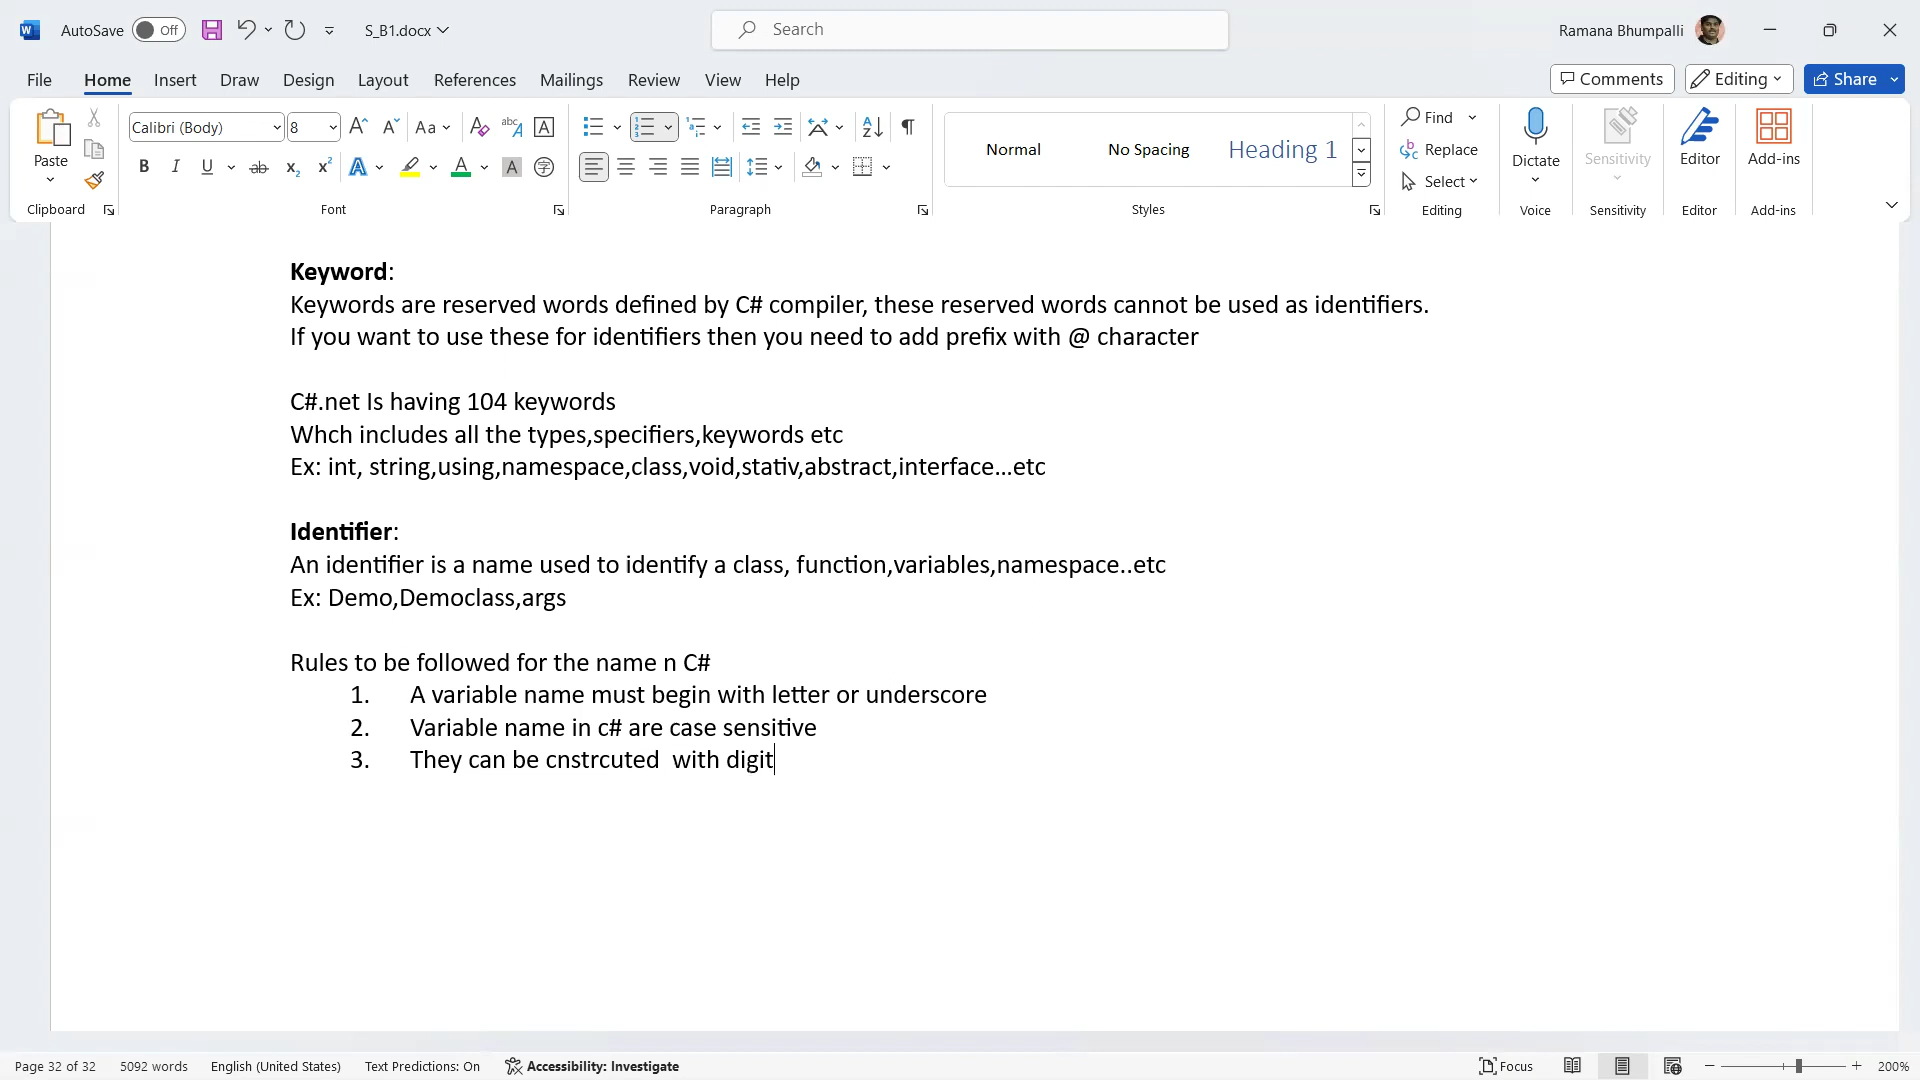 AutoSave Off S_B1.docx Search Ramana Bhumpalli
File Home Insert Draw Design Layout References Mailings Review View Help Comments Editing Share
Paste Calibri (Body) 8 Normal No Spacing Heading 1 Find Replace Select Dictate Sensitivity Editor Add-ins
Clipboard Font Paragraph Styles Editing Voice Sensitivity Editor Add-ins
Keyword:
Keywords are reserved words defined by C# compiler, these reserved words cannot be used as identifiers.
If you want to use these for identifiers then you need to add prefix with @ character
C#.net Is having 104 keywords
Whch includes all the types,specifiers,keywords etc
Ex: int, string,using,namespace,class,void,stativ,abstract,interface...etc
Identifier:
An identifier is a name used to identify a class, function,variables,namespace..etc
Ex: Demo,Democlass,args
Rules to be followed for the name n C#
1. A variable name must begin with letter or underscore
2. Variable name in c# are case sensitive
3. They can be cnstrcuted  with digit
Page 32 of 32 5092 words English (United States) Text Predictions: On Accessibility: Investigate Focus 200%